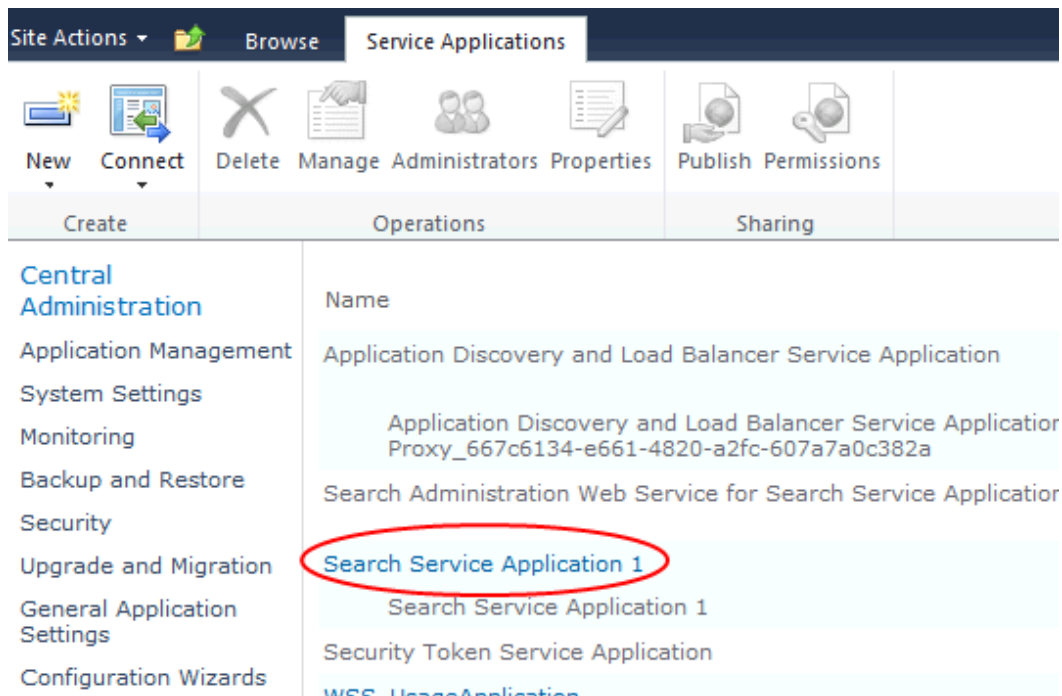 Site Actions Browse Service Applications
New Connect Delete Manage Administrators Properties Publish Permissions
Create Operations Sharing
Central
Administration
Application Management
System Settings
Monitoring
Backup and Restore
Security
Upgrade and Migration
General Application
Settings
Configuration Wizards
Name
Application Discovery and Load Balancer Service Application
Application Discovery and Load Balancer Service Application
Proxy_667c6134-e661-4820-a2fc-607a7a0c382a
Search Administration Web Service for Search Service Application
Search Service Application 1
Search Service Application 1
Security Token Service Application
WSS_UsageApplication